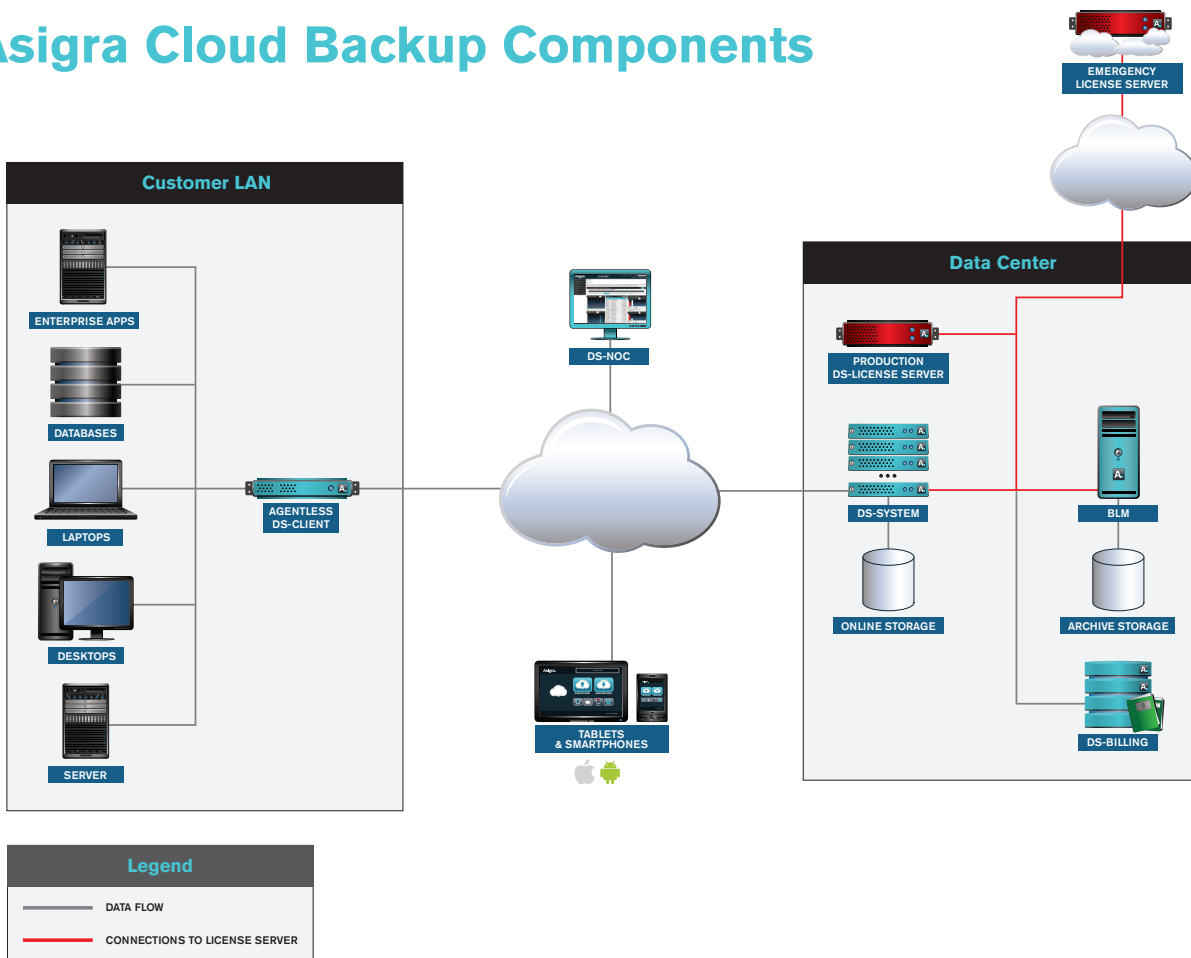 Asigra Cloud Backup Components
EMERGENCY
LICENSE SERVER
Customer LAN
ENTERPRISE APPS
DATABASES
LAPTOPS
DESKTOPS
SERVER
AGENTLESS
DS-CLIENT
DS-NOC
TABLETS
& SMARTPHONES
Data Center
PRODUCTION
DS-LICENSE SERVER
DS-SYSTEM
BLM
ONLINE STORAGE
ARCHIVE STORAGE
DS-BILLING
Legend
DATA FLOW
CONNECTIONS TO LICENSE SERVER